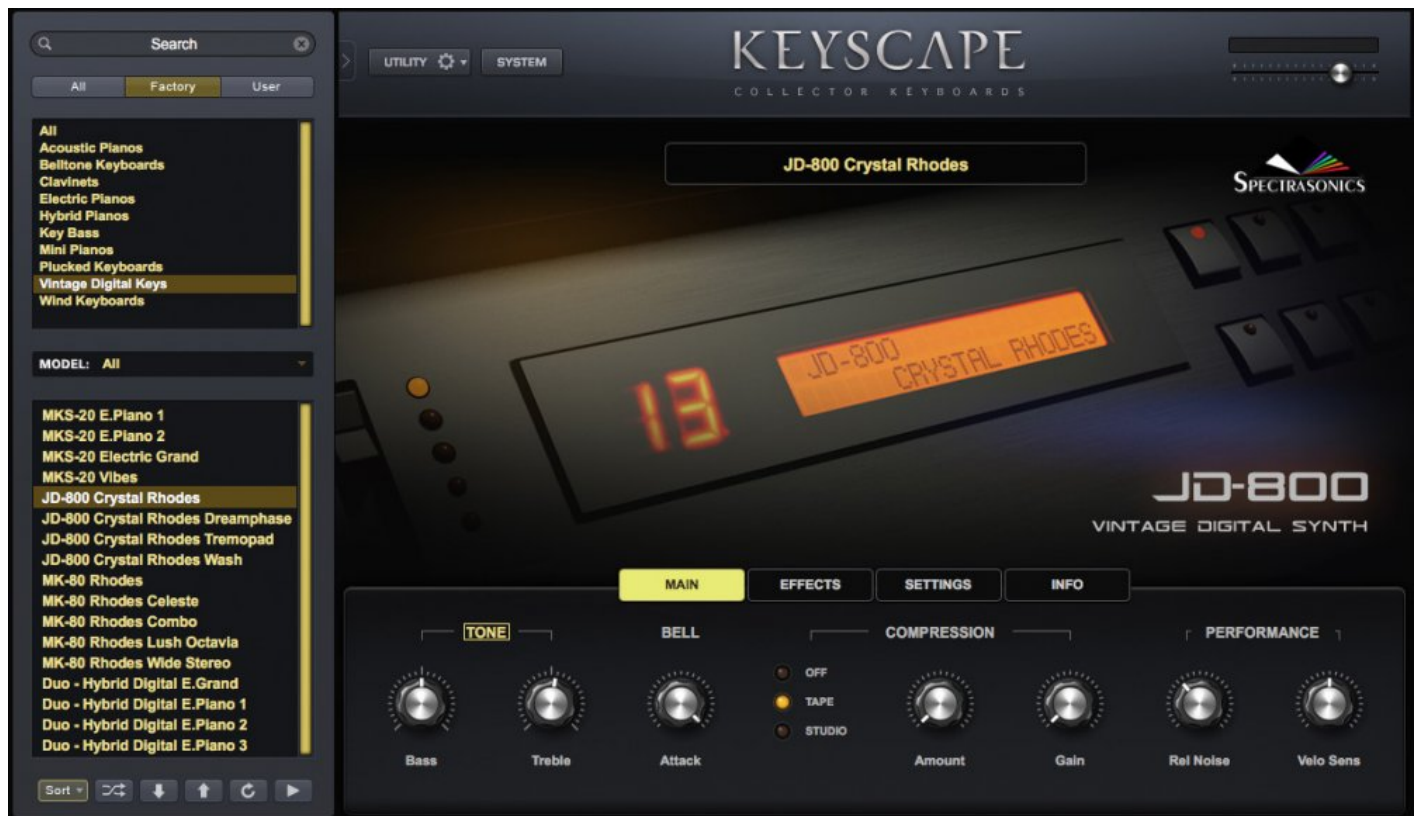 Search
All Factory User
All
Acoustic Pianos
Belltone Keyboards
Clavinets
Electric Pianos
Hybrid Pianos
Key Bass
Mini Pianos
Plucked Keyboards
Vintage Digital Keys
Wind Keyboards
MODEL: All
MKS-20 E.Piano 1
MKS-20 E.Piano 2
MKS-20 Electric Grand
MKS-20 Vibes
JD-800 Crystal Rhodes
JD-800 Crystal Rhodes Dreamphase
JD-800 Crystal Rhodes Tremopad
JD-800 Crystal Rhodes Wash
MK-80 Rhodes
MK-80 Rhodes Celeste
MK-80 Rhodes Combo
MK-80 Rhodes Lush Octavia
MK-80 Rhodes Wide Stereo
Duo - Hybrid Digital E.Grand
Duo - Hybrid Digital E.Piano 1
Duo - Hybrid Digital E.Piano 2
Duo - Hybrid Digital E.Piano 3
Sort
UTILITY SYSTEM
KEYSCAPE
COLLECTOR KEYBOARDS
JD-800 Crystal Rhodes
SPECTRASONICS
13
JD-800
CRYSTAL RHODES
JD-800
VINTAGE DIGITAL SYNTH
MAIN EFFECTS SETTINGS INFO
TONE BELL COMPRESSION PERFORMANCE
OFF
TAPE
STUDIO
Bass Treble Attack Amount Gain Rel Noise Velo Sens